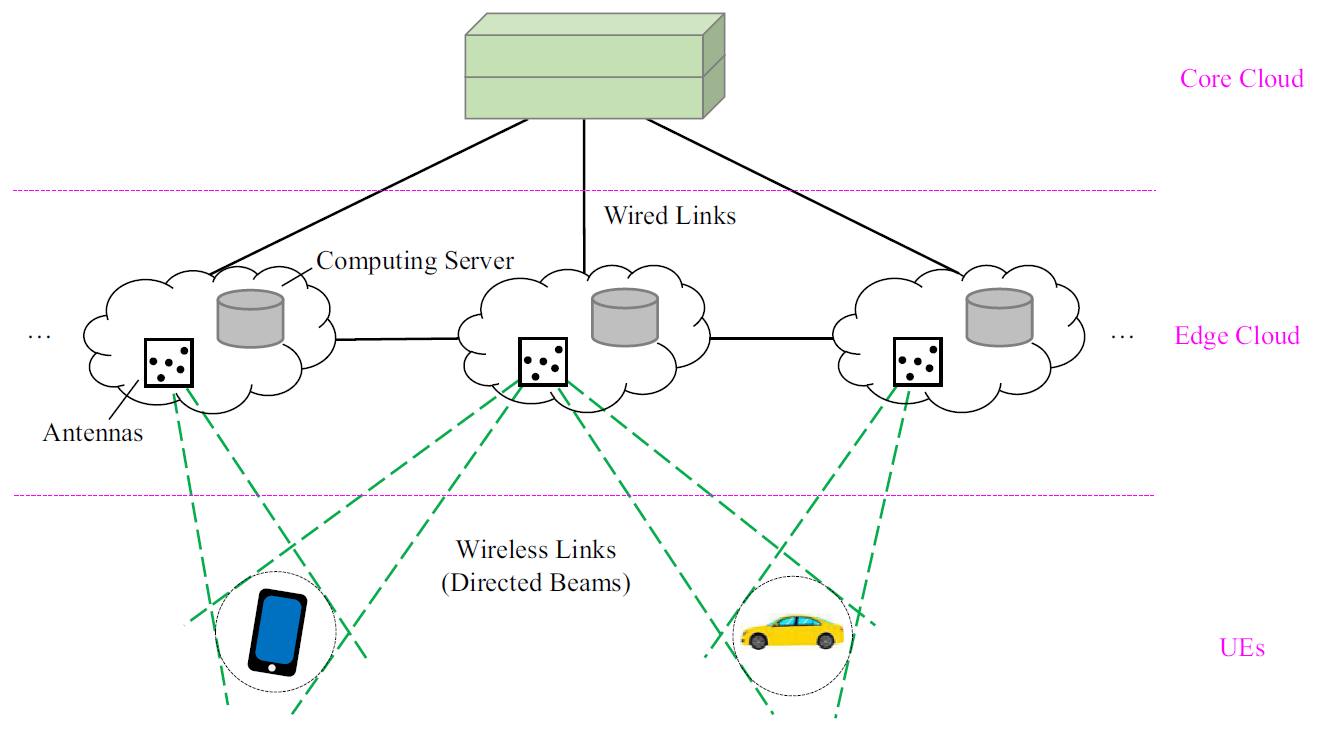 Core Cloud
Wired Links
Computing Server
...
...
Edge Cloud
Antennas
Wireless Links
(Directed Beams)
UEs